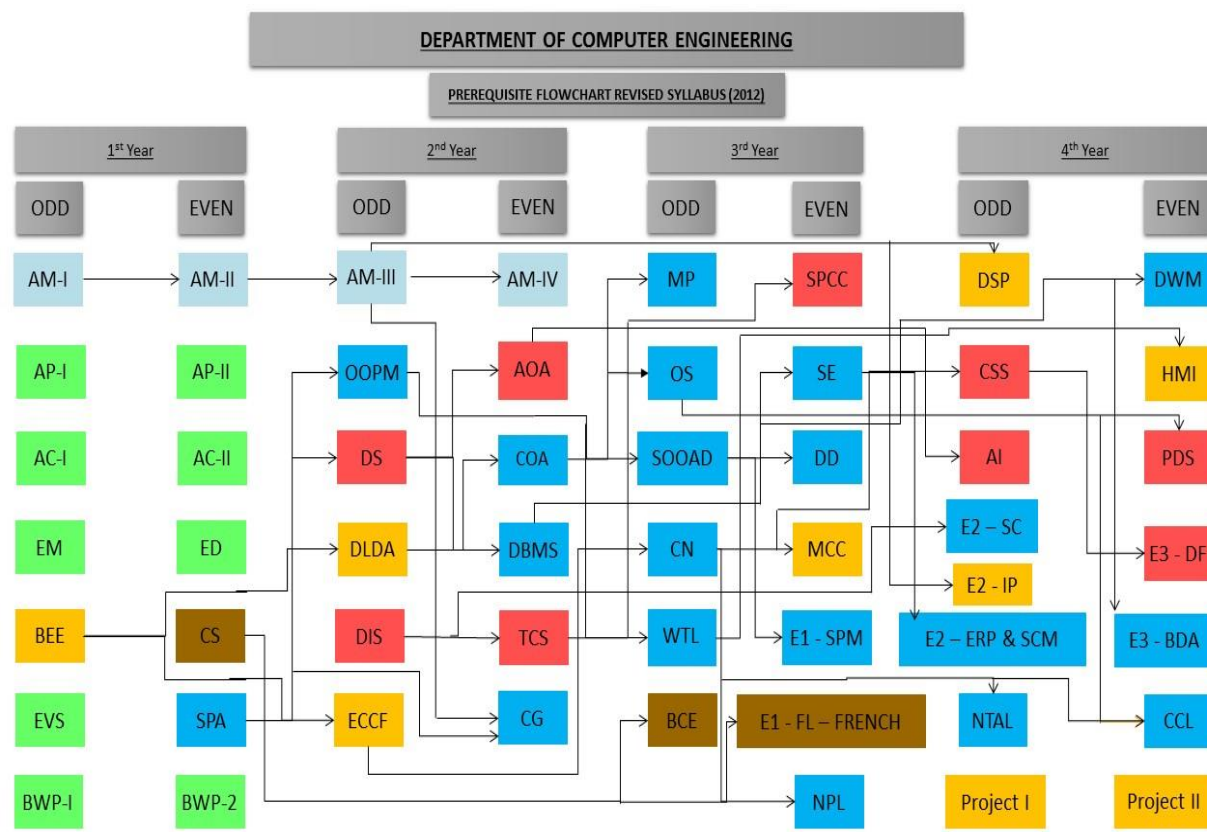 DEPARTMENT OF COMPUTER ENGINEERING
PREREQUISITE FLOWCHART REVISED SYLLABUS (2012)
1st Year 2nd Year 3rd Year 4th Year
ODD EVEN ODD EVEN ODD EVEN ODD EVEN
AM-I AM-II AM-III AM-IV MP SPCC DSP DWM
AP-I AP-II OOPM AOA OS SE CSS HMI
AC-I AC-II DS COA SOOAD DD AI PDS
EM ED DLDA DBMS CN MCC E2 – SC E3 - DF
E2 - IP
BEE CS DIS TCS WTL E1 - SPM E2 – ERP & SCM E3 - BDA
EVS SPA ECCF CG BCE E1 - FL – FRENCH NTAL CCL
BWP-I BWP-2 NPL Project I Project II